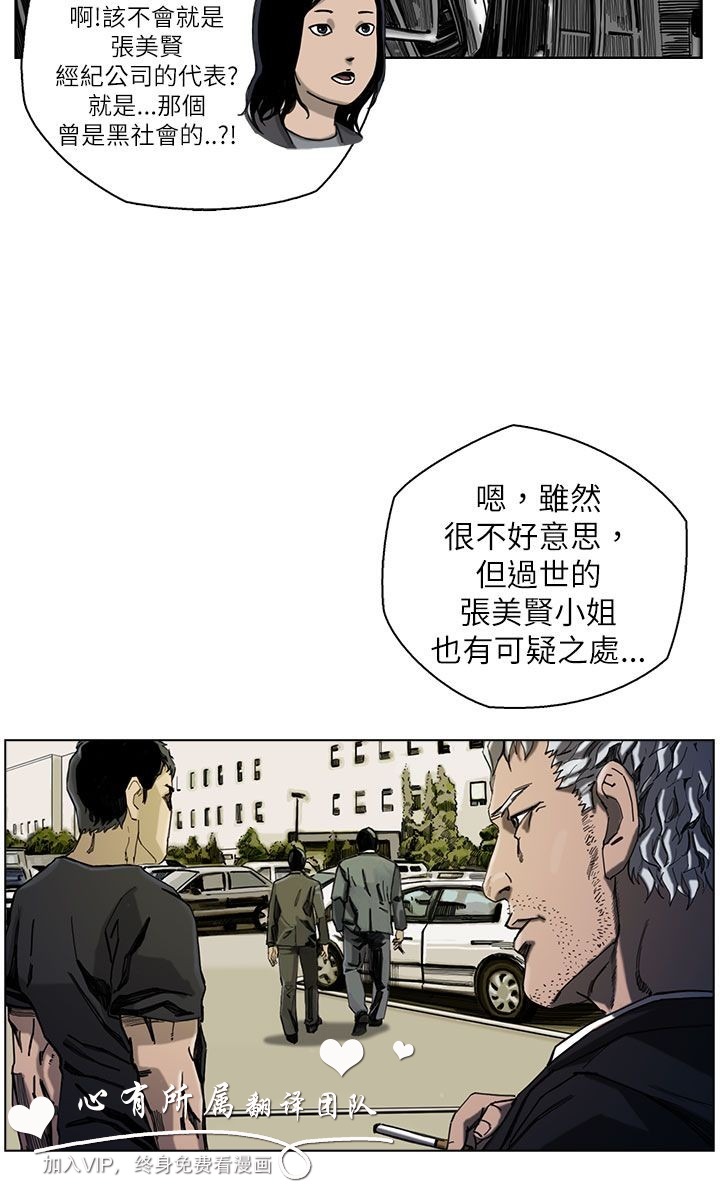 啊!該不會就是
張美賢
經紀公司的代表?
就是...那個
曾是黑社會的..?!
嗯，雖然
很不好意思，
但過世的
張美賢小姐
也有可疑之處...
心有所属翻译团队
加入VIP，终身免费看漫画